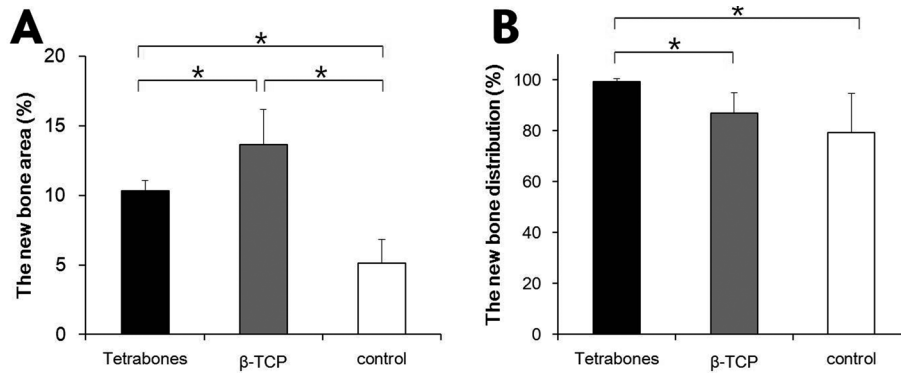 A
The new bone area (%)
20
15
10
5
0
*
*
*
Tetrabones
β-TCP
control
B
The new bone distribution (%)
100
80
60
40
20
0
*
*
Tetrabones
β-TCP
control